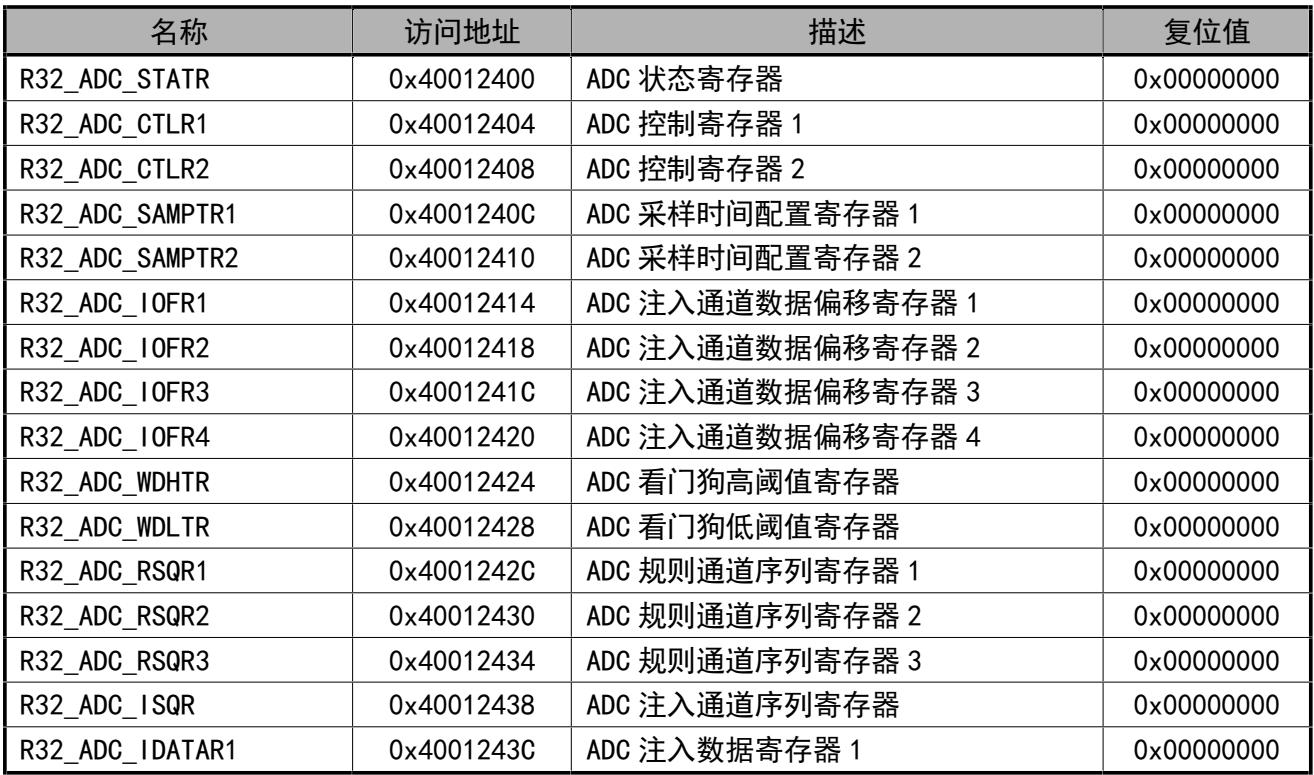 名称 访问地址 描述 复位值
R32_ADC_STATR 0x40012400 ADC 状态寄存器 0x00000000
R32_ADC_CTLR1 0x40012404 ADC 控制寄存器 1 0x00000000
R32_ADC_CTLR2 0x40012408 ADC 控制寄存器 2 0x00000000
R32_ADC_SAMPTR1 0x4001240C ADC 采样时间配置寄存器 1 0x00000000
R32_ADC_SAMPTR2 0x40012410 ADC 采样时间配置寄存器 2 0x00000000
R32_ADC_IOFR1 0x40012414 ADC 注入通道数据偏移寄存器 1 0x00000000
R32_ADC_IOFR2 0x40012418 ADC 注入通道数据偏移寄存器 2 0x00000000
R32_ADC_IOFR3 0x4001241C ADC 注入通道数据偏移寄存器 3 0x00000000
R32_ADC_IOFR4 0x40012420 ADC 注入通道数据偏移寄存器 4 0x00000000
R32_ADC_WDHTR 0x40012424 ADC 看门狗高阈值寄存器 0x00000000
R32_ADC_WDLTR 0x40012428 ADC 看门狗低阈值寄存器 0x00000000
R32_ADC_RSQR1 0x4001242C ADC 规则通道序列寄存器 1 0x00000000
R32_ADC_RSQR2 0x40012430 ADC 规则通道序列寄存器 2 0x00000000
R32_ADC_RSQR3 0x40012434 ADC 规则通道序列寄存器 3 0x00000000
R32_ADC_ISQR 0x40012438 ADC 注入通道序列寄存器 0x00000000
R32_ADC_IDATAR1 0x4001243C ADC 注入数据寄存器 1 0x00000000